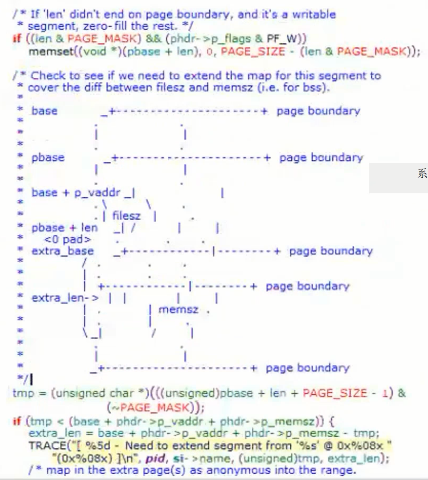 /* If 'len' didn't end on page boundary, and it's a writable
segment, zero-fill the rest. */
if ((len & PAGE_MASK) && (phdr->p_flags & PF_W))
memset((void *)(pbase + len), 0, PAGE_SIZE - (len & PAGE_MASK));
/* Check to see if we need to extend the map for this segment to
* cover the diff between filesz and memsz (i.e. for bss).
*
* base _+---------------------+ page boundary
* . .
* | |
* . .
* pbase _+---------------------+ page boundary
* | |
* . .
* base + p_vaddr _| |
* . \ \ .
* . | filesz | .
* pbase + len _| / | |
* <0 pad> . . .
* extra_base _+------------|--------+ page boundary
* / . . .
* | . . .
* | +------------|--------+ page boundary
* extra_len-> | | | |
* | . | memsz .
* | . | .
* \ _| / |
* . .
* | |
* _+---------------------+ page boundary
*/
tmp = (unsigned char *)(((unsigned)pbase + len + PAGE_SIZE - 1) &
(~PAGE_MASK));
if (tmp < (base + phdr->p_vaddr + phdr->p_memsz)) {
extra_len = base + phdr->p_vaddr + phdr->p_memsz - tmp;
TRACE("[ %5d - Need to extend segment from '%s' @ 0x%08x "
"(0x%08x) ]\n", pid, si->name, (unsigned)tmp, extra_len);
/* map in the extra page(s) as anonymous into the range.
系